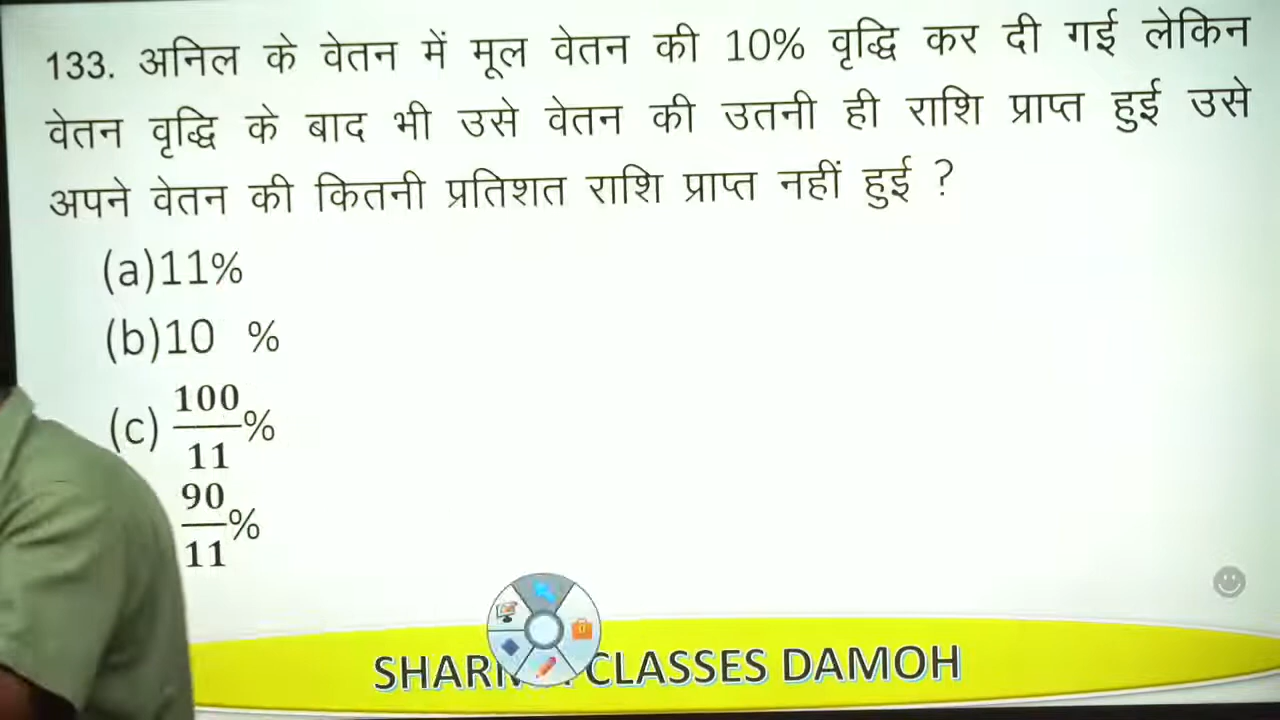 133. अनिल के वेतन में मूल वेतन की 10% वृद्धि कर दी गई लेकिन
वेतन वृद्धि के बाद भी उसे वेतन की उतनी ही राशि प्राप्त हुई उसे
अपने वेतन की कितनी प्रतिशत राशि प्राप्त नहीं हुई ?
(a)11%
(b)10 %
(c) 100/11%
90/11%
CLASSES DAMOH